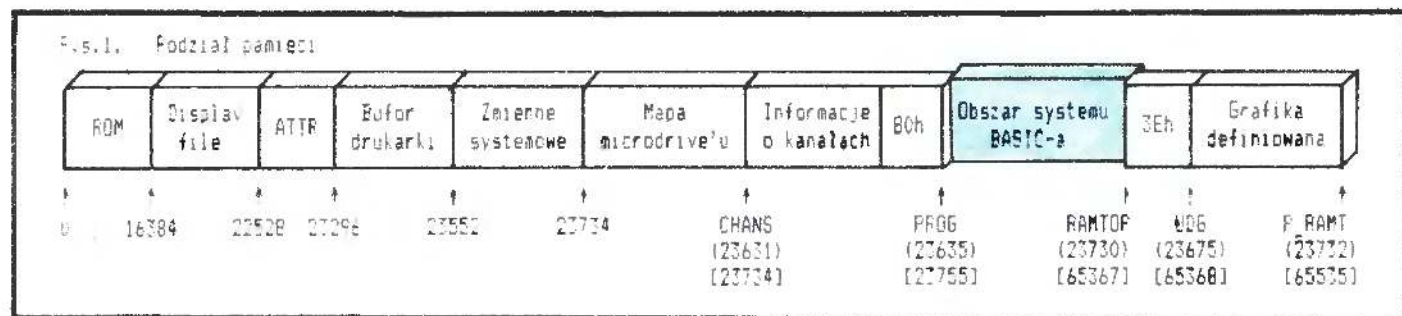 Rys.1. Podział pamięci
ROM
Display
file
ATTR
Bufor
drukarki
Zmienne
systemowe
Mapa
microdrive'u
Informacje
o kanałach
80h
Obszar systemu
BASIC-a
3Eh
Grafika
definiowana
0 16384 22528 23296 23552 23734 CHANS PROG RAMTOP UDG P_RAMT
(23631) (23635) (23730) (23675) (23732)
[23734] [23755] [65367] [65368] [65535]